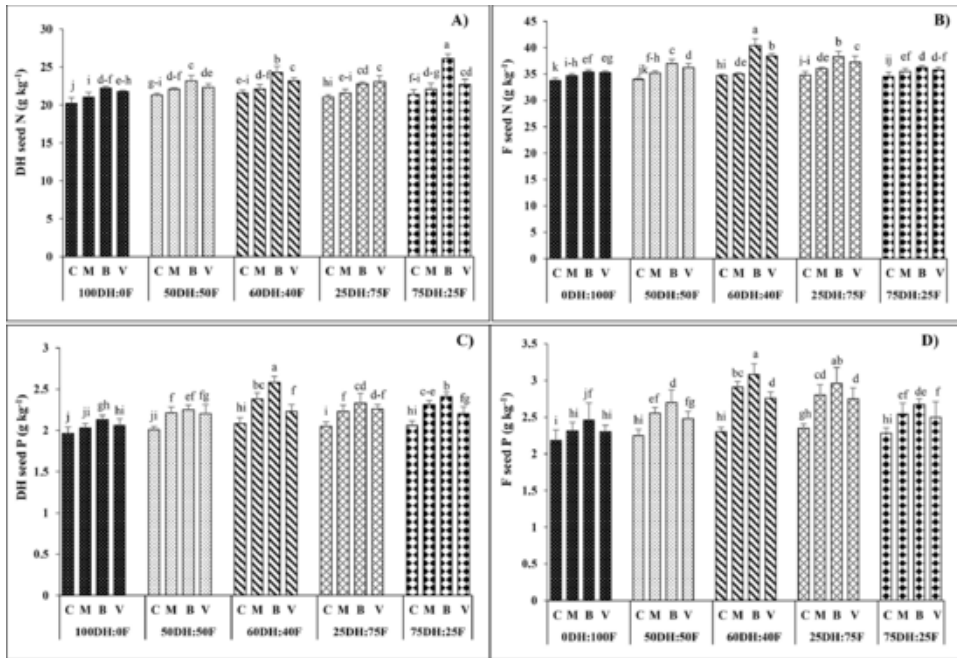 A)
DH seed N (g kg⁻¹)
30
25
20
15
10
5
0
j i d-f e-h g-i d-f c de e-i d-f b c hi e-i cd c f-i d-g a cd
C M B V C M B V C M B V C M B V C M B V
100DH:0F 50DH:50F 60DH:40F 25DH:75F 75DH:25F
B)
F seed N (g kg⁻¹)
45
40
35
30
25
20
15
10
5
0
k i-h ef eg jk f-h c d hi de a b j-i de b c ij ef d d-f
C M B V C M B V C M B V C M B V C M B V
0DH:100F 50DH:50F 60DH:40F 25DH:75F 75DH:25F
C)
DH seed P (g kg⁻¹)
3
2.5
2
1.5
1
0.5
0
j ji gh hi ji f ef fg hi bc a f i f cd d-f hi c-e b fg
C M B V C M B V C M B V C M B V C M B V
100DH:0F 50DH:50F 60DH:40F 25DH:75F 75DH:25F
D)
F seed P (g kg⁻¹)
3.5
3
2.5
2
1.5
1
0.5
0
i hi jf hi hi ef d fg hi bc a d gh cd ab d hi ef de f
C M B V C M B V C M B V C M B V C M B V
0DH:100F 50DH:50F 60DH:40F 25DH:75F 75DH:25F